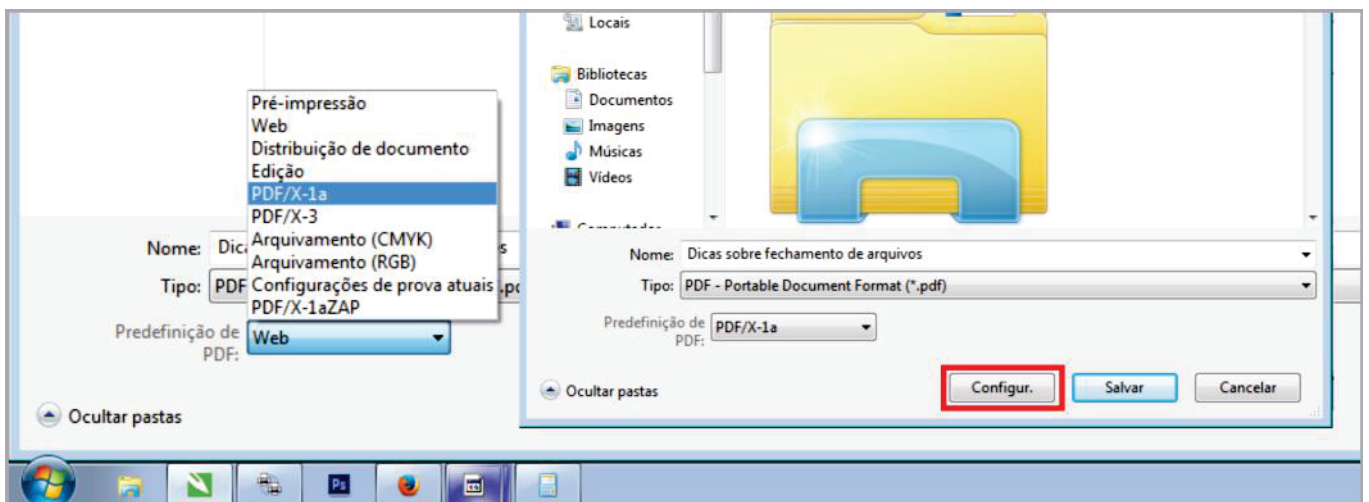 Locais
Bibliotecas
Documentos
Imagens
Músicas
Vídeos
Pré-impressão
Web
Distribuição de documento
Edição
PDF/X-1a
PDF/X-3
Arquivamento (CMYK)
Arquivamento (RGB)
Configurações de prova atuais
PDF/X-1aZAP
Nome: Dic
Tipo: PDF
Predefinição de PDF: Web
Ocultar pastas
Nome: Dicas sobre fechamento de arquivos
Tipo: PDF - Portable Document Format (*.pdf)
Predefinição de PDF: PDF/X-1a
Ocultar pastas
Configur. Salvar Cancelar
Ps